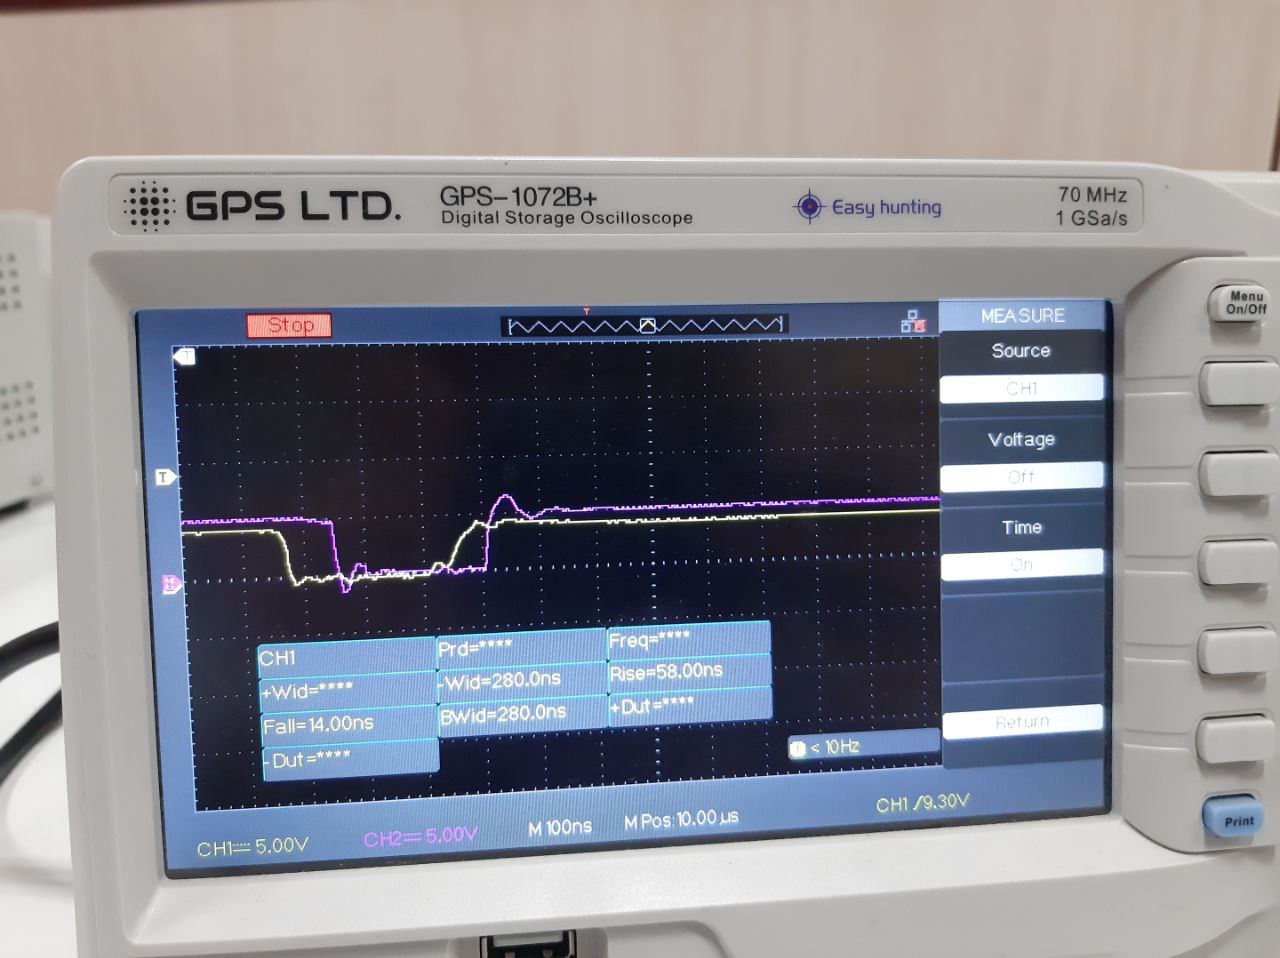 GPS LTD.
GPS-1072B+
Digital Storage Oscilloscope
Easy hunting
70 MHz
1 GSa/s
Menu
On/Off
Stop
T
MEASURE
Source
CH1
Voltage
Off
Time
On
Return
T
T
CH1
Prd=****
Freq=****
+Wid=****
-Wid=280.0ns
Rise=58.00ns
Fall=14.00ns
BWid=280.0ns
+Dut=****
-Dut=****
< 10Hz
CH1 5.00V
CH2 5.00V
M 100ns
M Pos:10.00 µs
CH1 /9.30V
Print